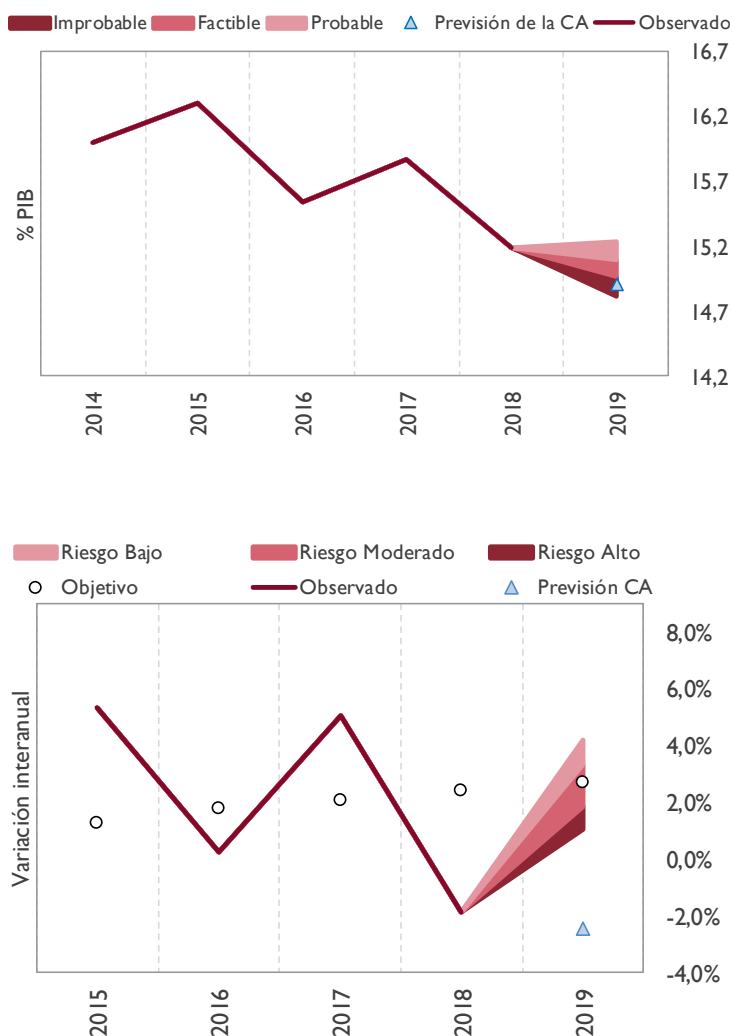 Improbable Factible Probable Previsión de la CA Observado
16,7
16,2
15,7
15,2
14,7
14,2
% PIB
2014 2015 2016 2017 2018 2019
Riesgo Bajo Riesgo Moderado Riesgo Alto
Objetivo Observado Previsión CA
8,0%
6,0%
4,0%
2,0%
0,0%
-2,0%
-4,0%
Variación interanual
2015 2016 2017 2018 2019